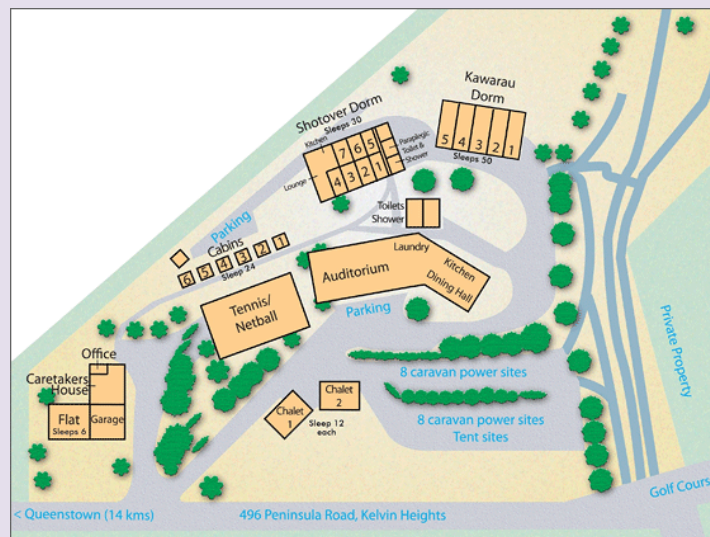 Kawarau
Dorm
5 4 3 2 1
Sleeps 50
Shotover Dorm
Sleeps 30
Kitchen
7 6 5
4 3 2 1
Lounge
Paraplegic
Toilet &
Shower
Toilets
Shower
Parking
Cabins
6 5 4 3 2 1
Sleep 24
Laundry
Auditorium
Kitchen
Dining Hall
Tennis/
Netball
Parking
Private Property
Office
Caretakers
House
Flat
Sleeps 6
Garage
8 caravan power sites
Chalet
1
Chalet
2
Sleep 12
each
8 caravan power sites
Tent sites
Golf Cours
< Queenstown (14 kms)
496 Peninsula Road, Kelvin Heights